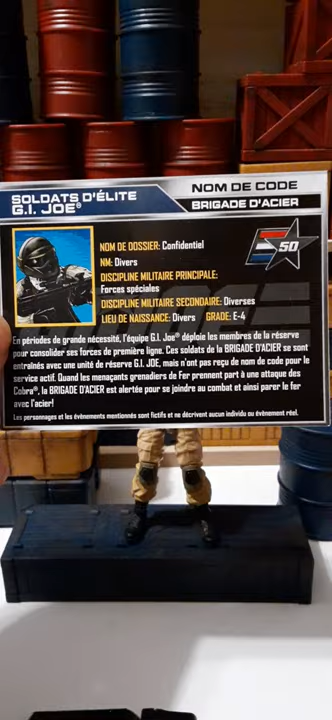 SOLDATS D'ÉLITE
G.I. JOE®
NOM DE CODE
BRIGADE D'ACIER
50
NOM DE DOSSIER: Confidentiel
NM: Divers
DISCIPLINE MILITAIRE PRINCIPALE:
Forces spéciales
DISCIPLINE MILITAIRE SECONDAIRE: Diverses
LIEU DE NAISSANCE: Divers GRADE: E-4
En périodes de grande nécessité, l'équipe G.I. Joe® déploie les membres de la réserve
pour consolider ses forces de première ligne. Ces soldats de la BRIGADE D'ACIER se sont
entraînés avec une unité de réserve G.I. JOE, mais n'ont pas reçu de nom de code pour le
service actif. Quand les menaçants grenadiers de Fer prennent part à une attaque des
Cobra®, la BRIGADE D'ACIER est alertée pour se joindre au combat et ainsi parer le fer
avec l'acier!
Les personnages et les évènements mentionnés sont fictifs et ne décrivent aucun individu ou évènement réel.